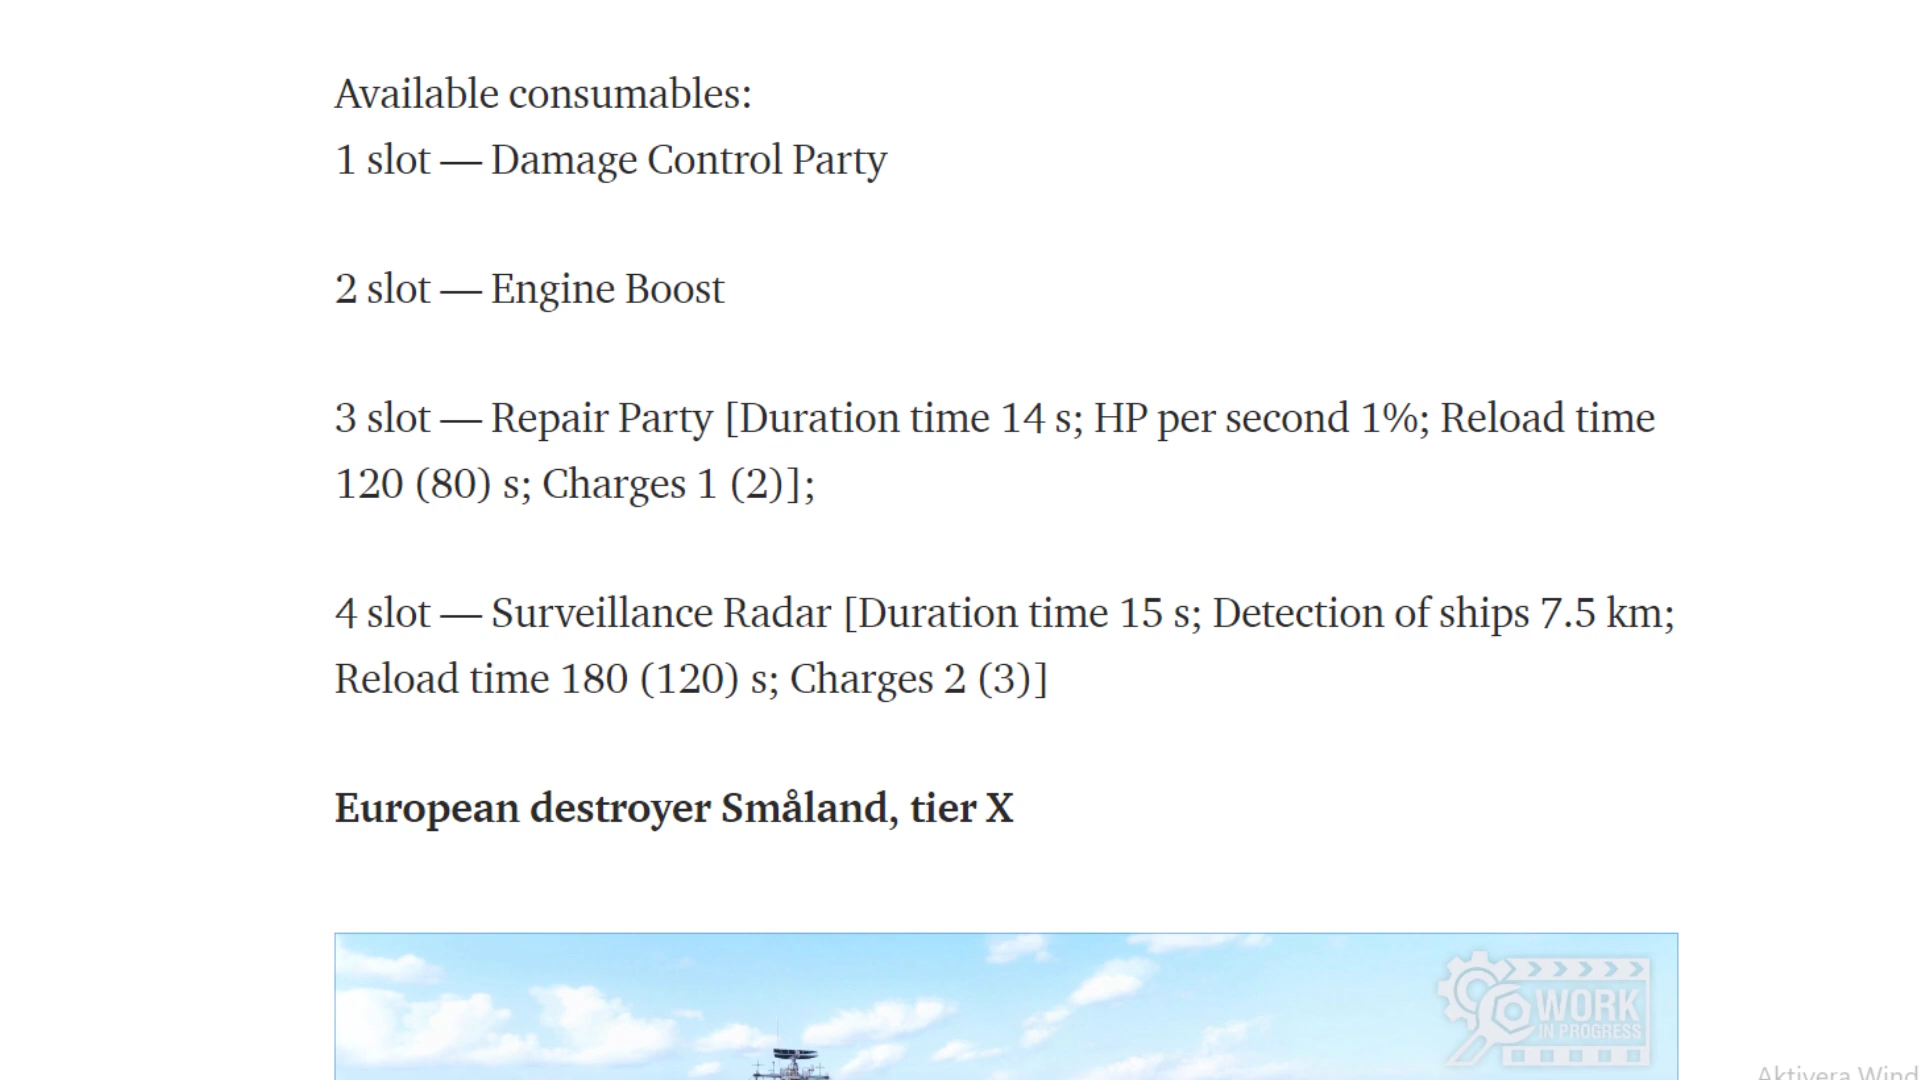 Available consumables:
1 slot — Damage Control Party
2 slot — Engine Boost
3 slot — Repair Party [Duration time 14 s; HP per second 1%; Reload time
120 (80) s; Charges 1 (2)];
4 slot — Surveillance Radar [Duration time 15 s; Detection of ships 7.5 km;
Reload time 180 (120) s; Charges 2 (3)]
European destroyer Småland, tier X
WORK
IN PROGRESS
Aktivera Wind